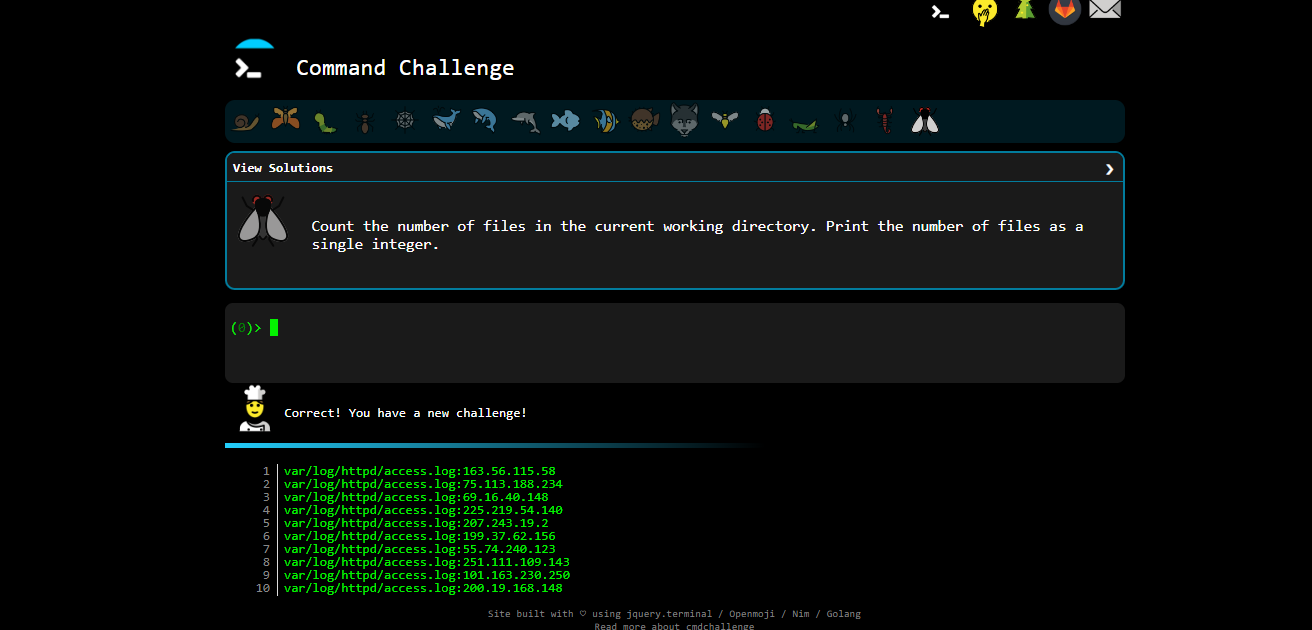 Command Challenge
View Solutions
Count the number of files in the current working directory. Print the number of files as a
single integer.
(0)>
Correct! You have a new challenge!
1 var/log/httpd/access.log:163.56.115.58
2 var/log/httpd/access.log:75.113.188.234
3 var/log/httpd/access.log:69.16.40.148
4 var/log/httpd/access.log:225.219.54.140
5 var/log/httpd/access.log:207.243.19.2
6 var/log/httpd/access.log:199.37.62.156
7 var/log/httpd/access.log:55.74.240.123
8 var/log/httpd/access.log:251.111.109.143
9 var/log/httpd/access.log:101.163.230.250
10 var/log/httpd/access.log:200.19.168.148
Site built with ♡ using jquery.terminal / Openmoji / Nim / Golang
Read more about cmdchallenge